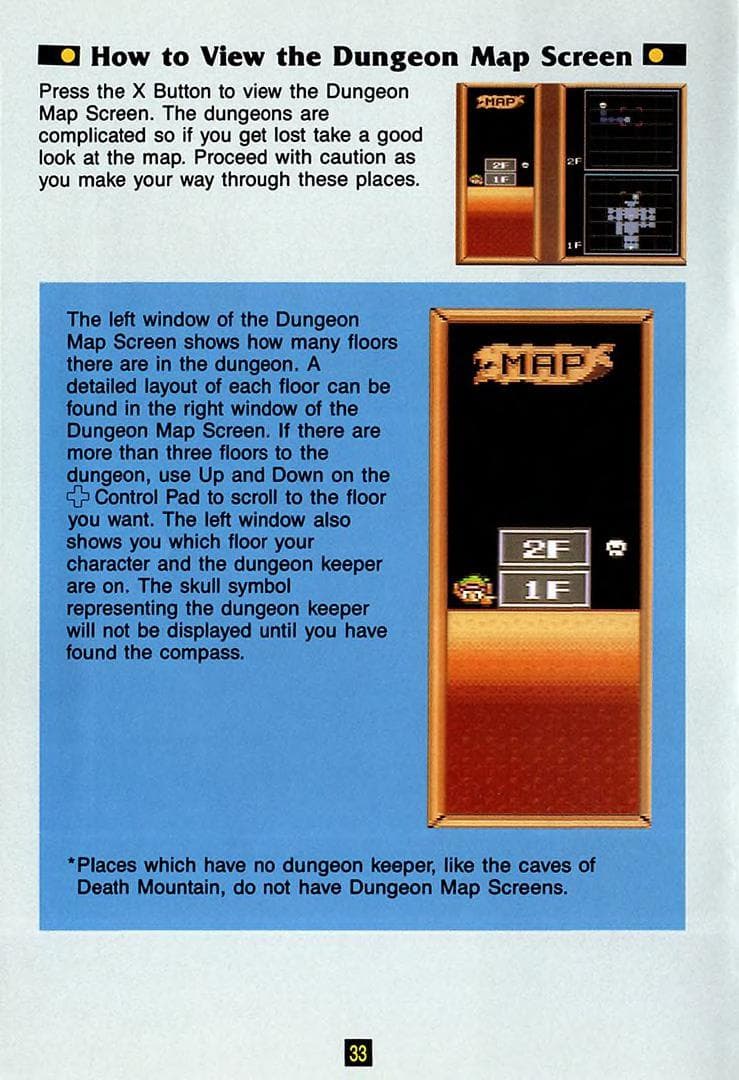 How to View the Dungeon Map Screen
Press the X Button to view the Dungeon
Map Screen. The dungeons are
complicated so if you get lost take a good
look at the map. Proceed with caution as
you make your way through these places.
MAP
2F
1F
2F
1F
The left window of the Dungeon
Map Screen shows how many floors
there are in the dungeon. A
detailed layout of each floor can be
found in the right window of the
Dungeon Map Screen. If there are
more than three floors to the
dungeon, use Up and Down on the
Control Pad to scroll to the floor
you want. The left window also
shows you which floor your
character and the dungeon keeper
are on. The skull symbol
representing the dungeon keeper
will not be displayed until you have
found the compass.
MAP
2F
1F
*Places which have no dungeon keeper, like the caves of
Death Mountain, do not have Dungeon Map Screens.
33